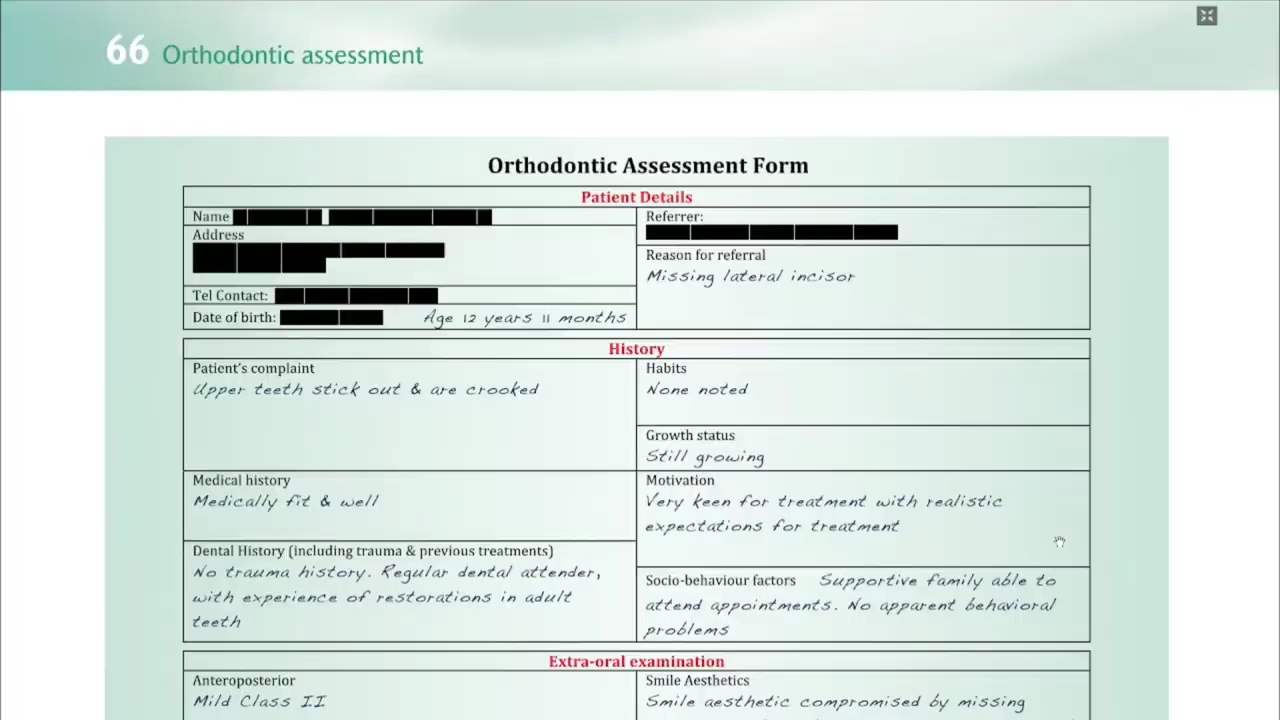 66 Orthodontic assessment
Orthodontic Assessment Form
Patient Details
Name
Address
Tel Contact:
Date of birth: Age 12 years 11 months
Referrer:
Reason for referral
Missing lateral incisor
History
Patient's complaint
Upper teeth stick out & are crooked
Medical history
Medically fit & well
Dental History (including trauma & previous treatments)
No trauma history. Regular dental attender,
with experience of restorations in adult
teeth
Habits
None noted
Growth status
Still growing
Motivation
Very keen for treatment with realistic
expectations for treatment
Socio-behaviour factors Supportive family able to
attend appointments. No apparent behavioral
problems
Extra-oral examination
Anteroposterior
Mild Class II
Smile Aesthetics
Smile aesthetic compromised by missing